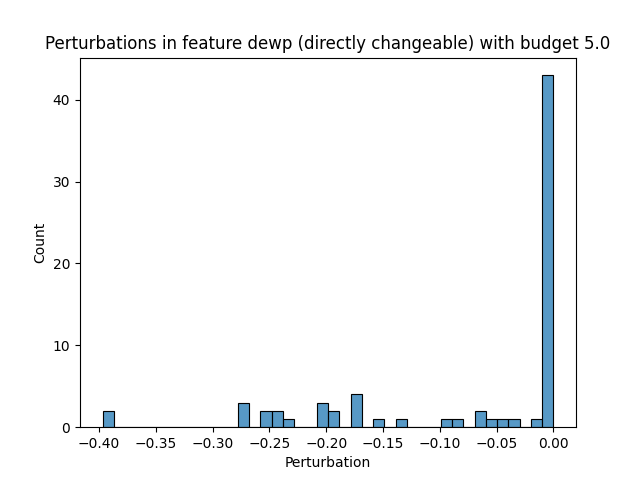 Perturbations in feature dewp (directly changeable) with budget 5.0
Count
40
30
20
10
0
−0.40 −0.35 −0.30 −0.25 −0.20 −0.15 −0.10 −0.05 0.00
Perturbation